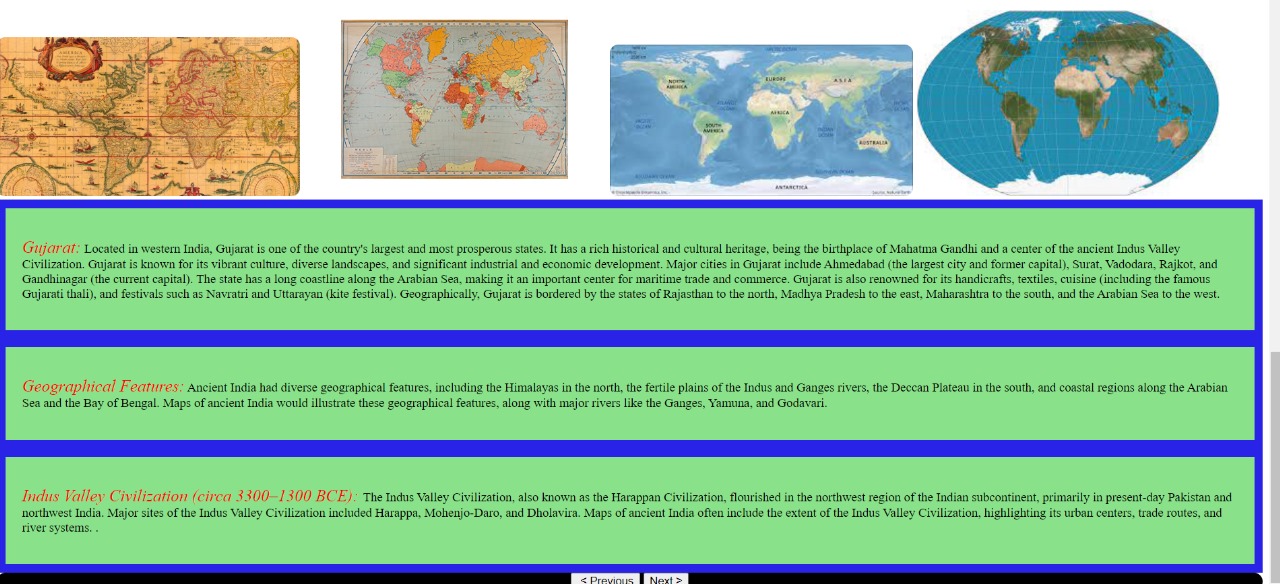 AMERICA
NORTH
AMERICA
EUROPE
ASIA
AFRICA
SOUTH
AMERICA
AUSTRALIA
ANTARCTICA
Gujarat: Located in western India, Gujarat is one of the country's largest and most prosperous states. It has a rich historical and cultural heritage, being the birthplace of Mahatma Gandhi and a center of the ancient Indus Valley
Civilization. Gujarat is known for its vibrant culture, diverse landscapes, and significant industrial and economic development. Major cities in Gujarat include Ahmedabad (the largest city and former capital), Surat, Vadodara, Rajkot, and
Gandhinagar (the current capital). The state has a long coastline along the Arabian Sea, making it an important center for maritime trade and commerce. Gujarat is also renowned for its handicrafts, textiles, cuisine (including the famous
Gujarati thali), and festivals such as Navratri and Uttarayan (kite festival). Geographically, Gujarat is bordered by the states of Rajasthan to the north, Madhya Pradesh to the east, Maharashtra to the south, and the Arabian Sea to the west.
Geographical Features: Ancient India had diverse geographical features, including the Himalayas in the north, the fertile plains of the Indus and Ganges rivers, the Deccan Plateau in the south, and coastal regions along the Arabian
Sea and the Bay of Bengal. Maps of ancient India would illustrate these geographical features, along with major rivers like the Ganges, Yamuna, and Godavari.
Indus Valley Civilization (circa 3300–1300 BCE): The Indus Valley Civilization, also known as the Harappan Civilization, flourished in the northwest region of the Indian subcontinent, primarily in present-day Pakistan and
northwest India. Major sites of the Indus Valley Civilization included Harappa, Mohenjo-Daro, and Dholavira. Maps of ancient India often include the extent of the Indus Valley Civilization, highlighting its urban centers, trade routes, and
river systems. .
< Previous Next >